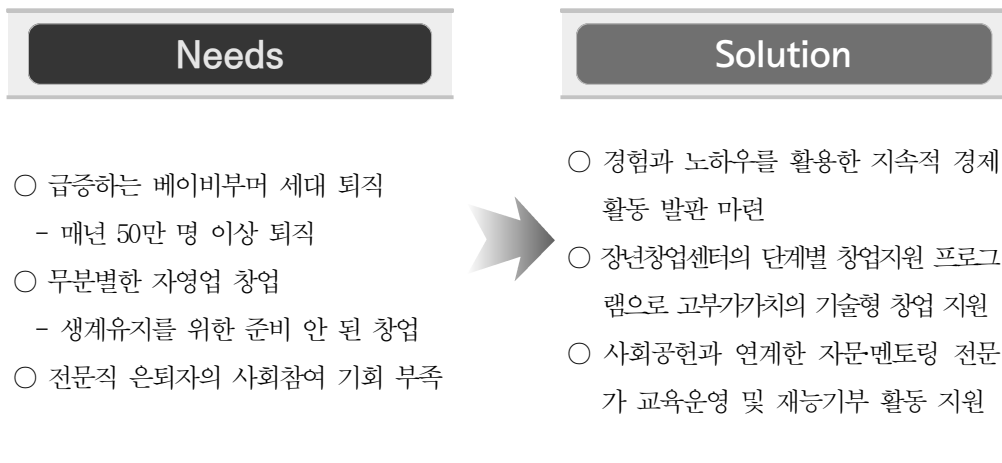 Needs
○ 급증하는 베이비부머 세대 퇴직
- 매년 50만 명 이상 퇴직
○ 무분별한 자영업 창업
- 생계유지를 위한 준비 안 된 창업
○ 전문직 은퇴자의 사회참여 기회 부족
Solution
○ 경험과 노하우를 활용한 지속적 경제
활동 발판 마련
○ 장년창업센터의 단계별 창업지원 프로그
램으로 고부가가치의 기술형 창업 지원
○ 사회공헌과 연계한 자문·멘토링 전문
가 교육운영 및 재능기부 활동 지원